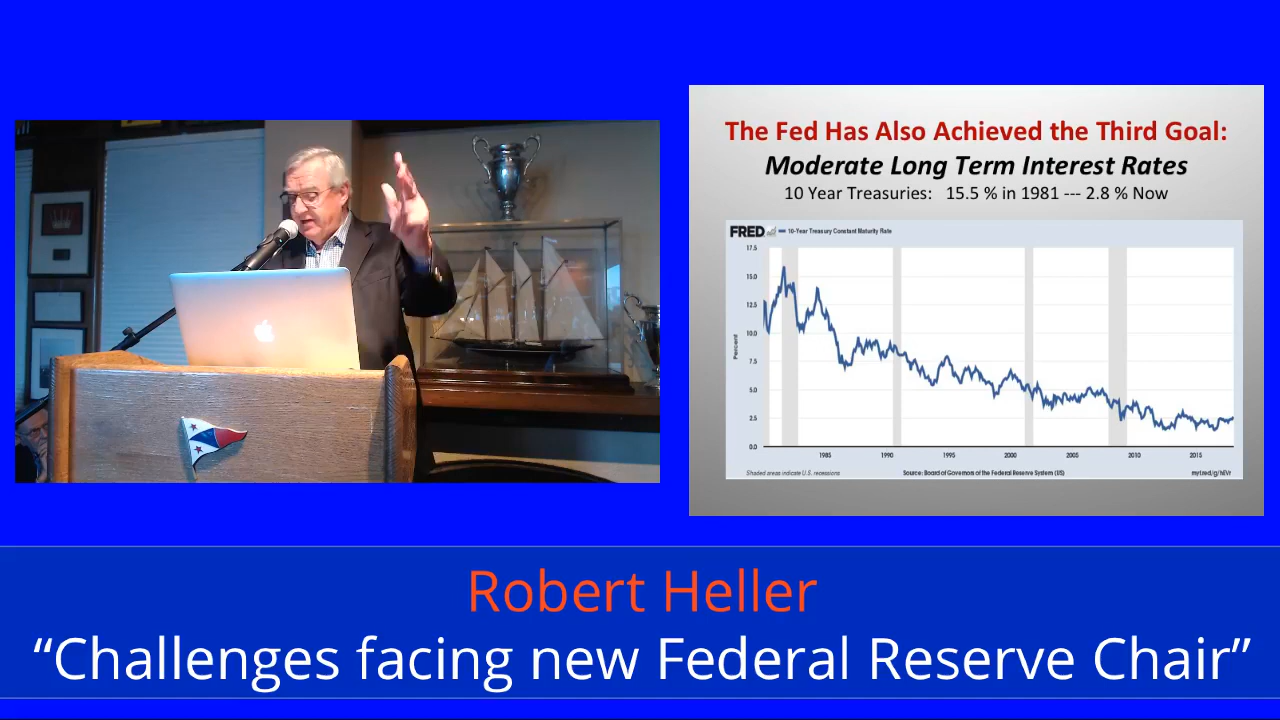 The Fed Has Also Achieved the Third Goal:
Moderate Long Term Interest Rates
10 Year Treasuries: 15.5 % in 1981 --- 2.8 % Now
FRED
10-Year Treasury Constant Maturity Rate
17.5
15.0
12.5
10.0
7.5
5.0
2.5
0.0
Percent
1985 1990 1995 2000 2005 2010 2015
Shaded areas indicate U.S. recessions
Source: Board of Governors of the Federal Reserve System (US)
Robert Heller
“Challenges facing new Federal Reserve Chair”